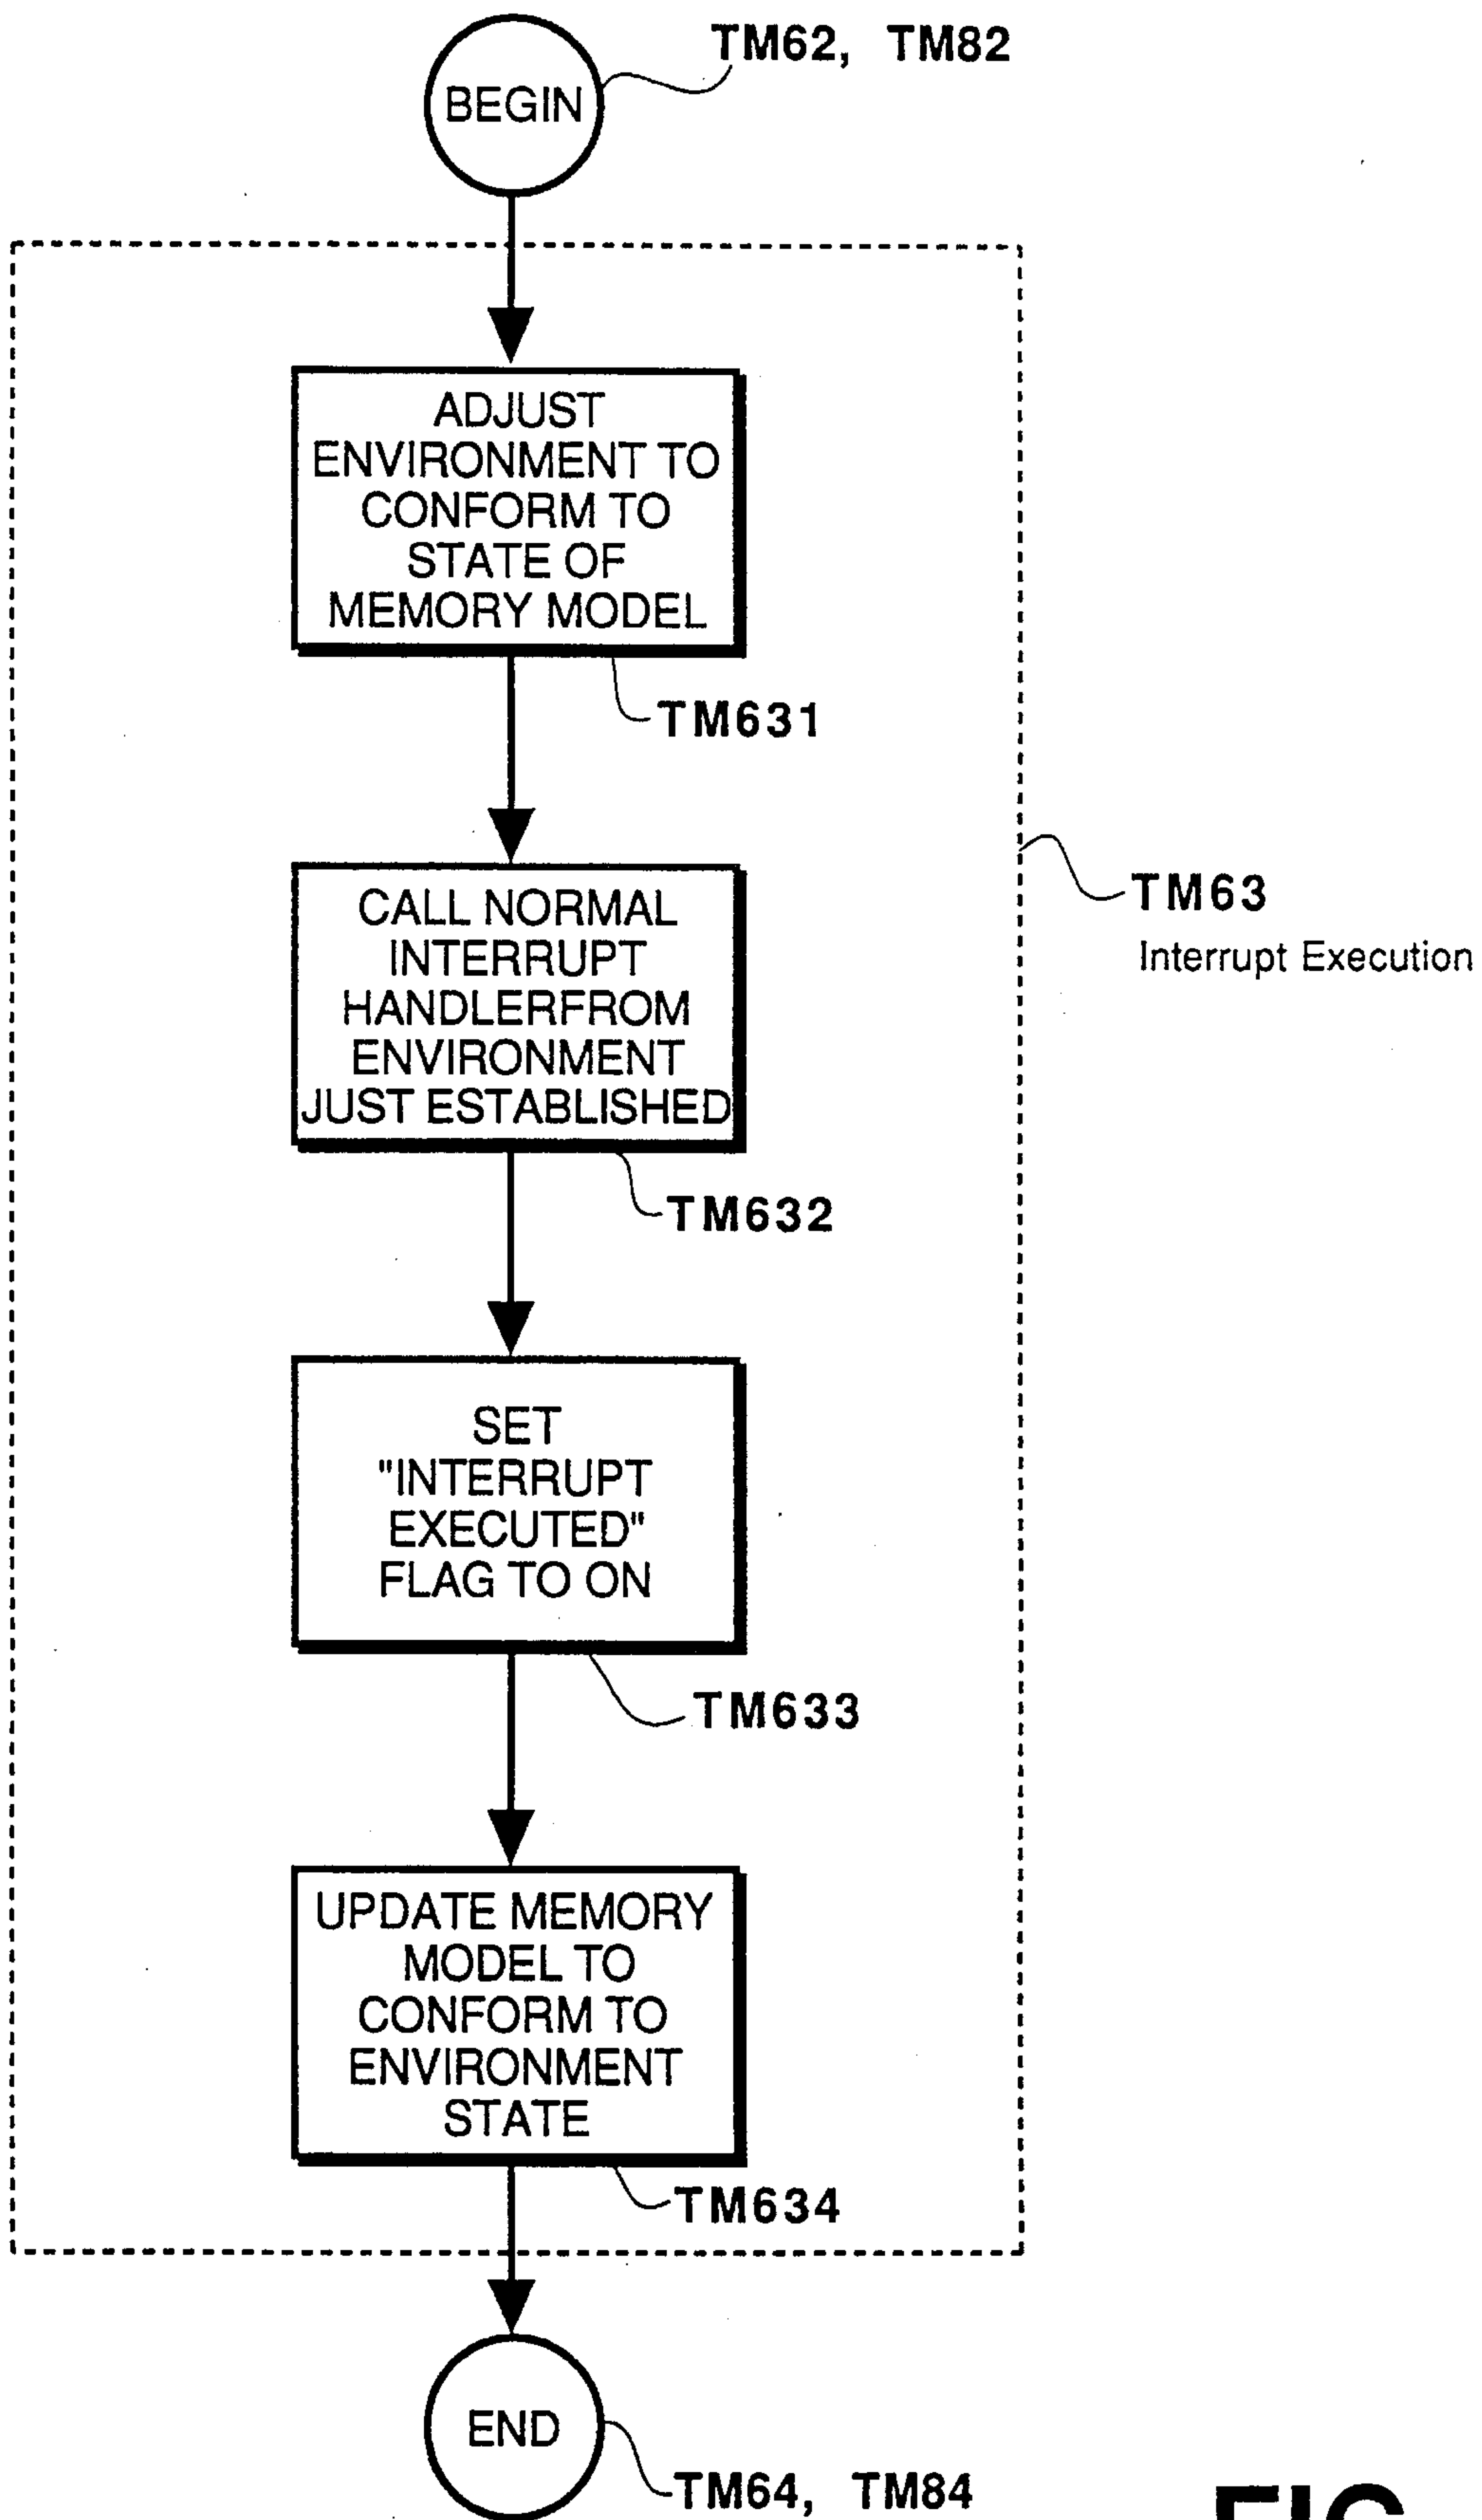 TM62, TM82
BEGIN
ADJUST
ENVIRONMENT TO
CONFORM TO
STATE OF
MEMORY MODEL
TM631
CALL NORMAL
INTERRUPT
HANDLERFROM
ENVIRONMENT
JUST ESTABLISHED
TM63
Interrupt Execution
TM632
SET
"INTERRUPT
EXECUTED"
FLAG TO ON
TM633
UPDATE MEMORY
MODEL TO
CONFORM TO
ENVIRONMENT
STATE
TM634
END
TM64, TM84